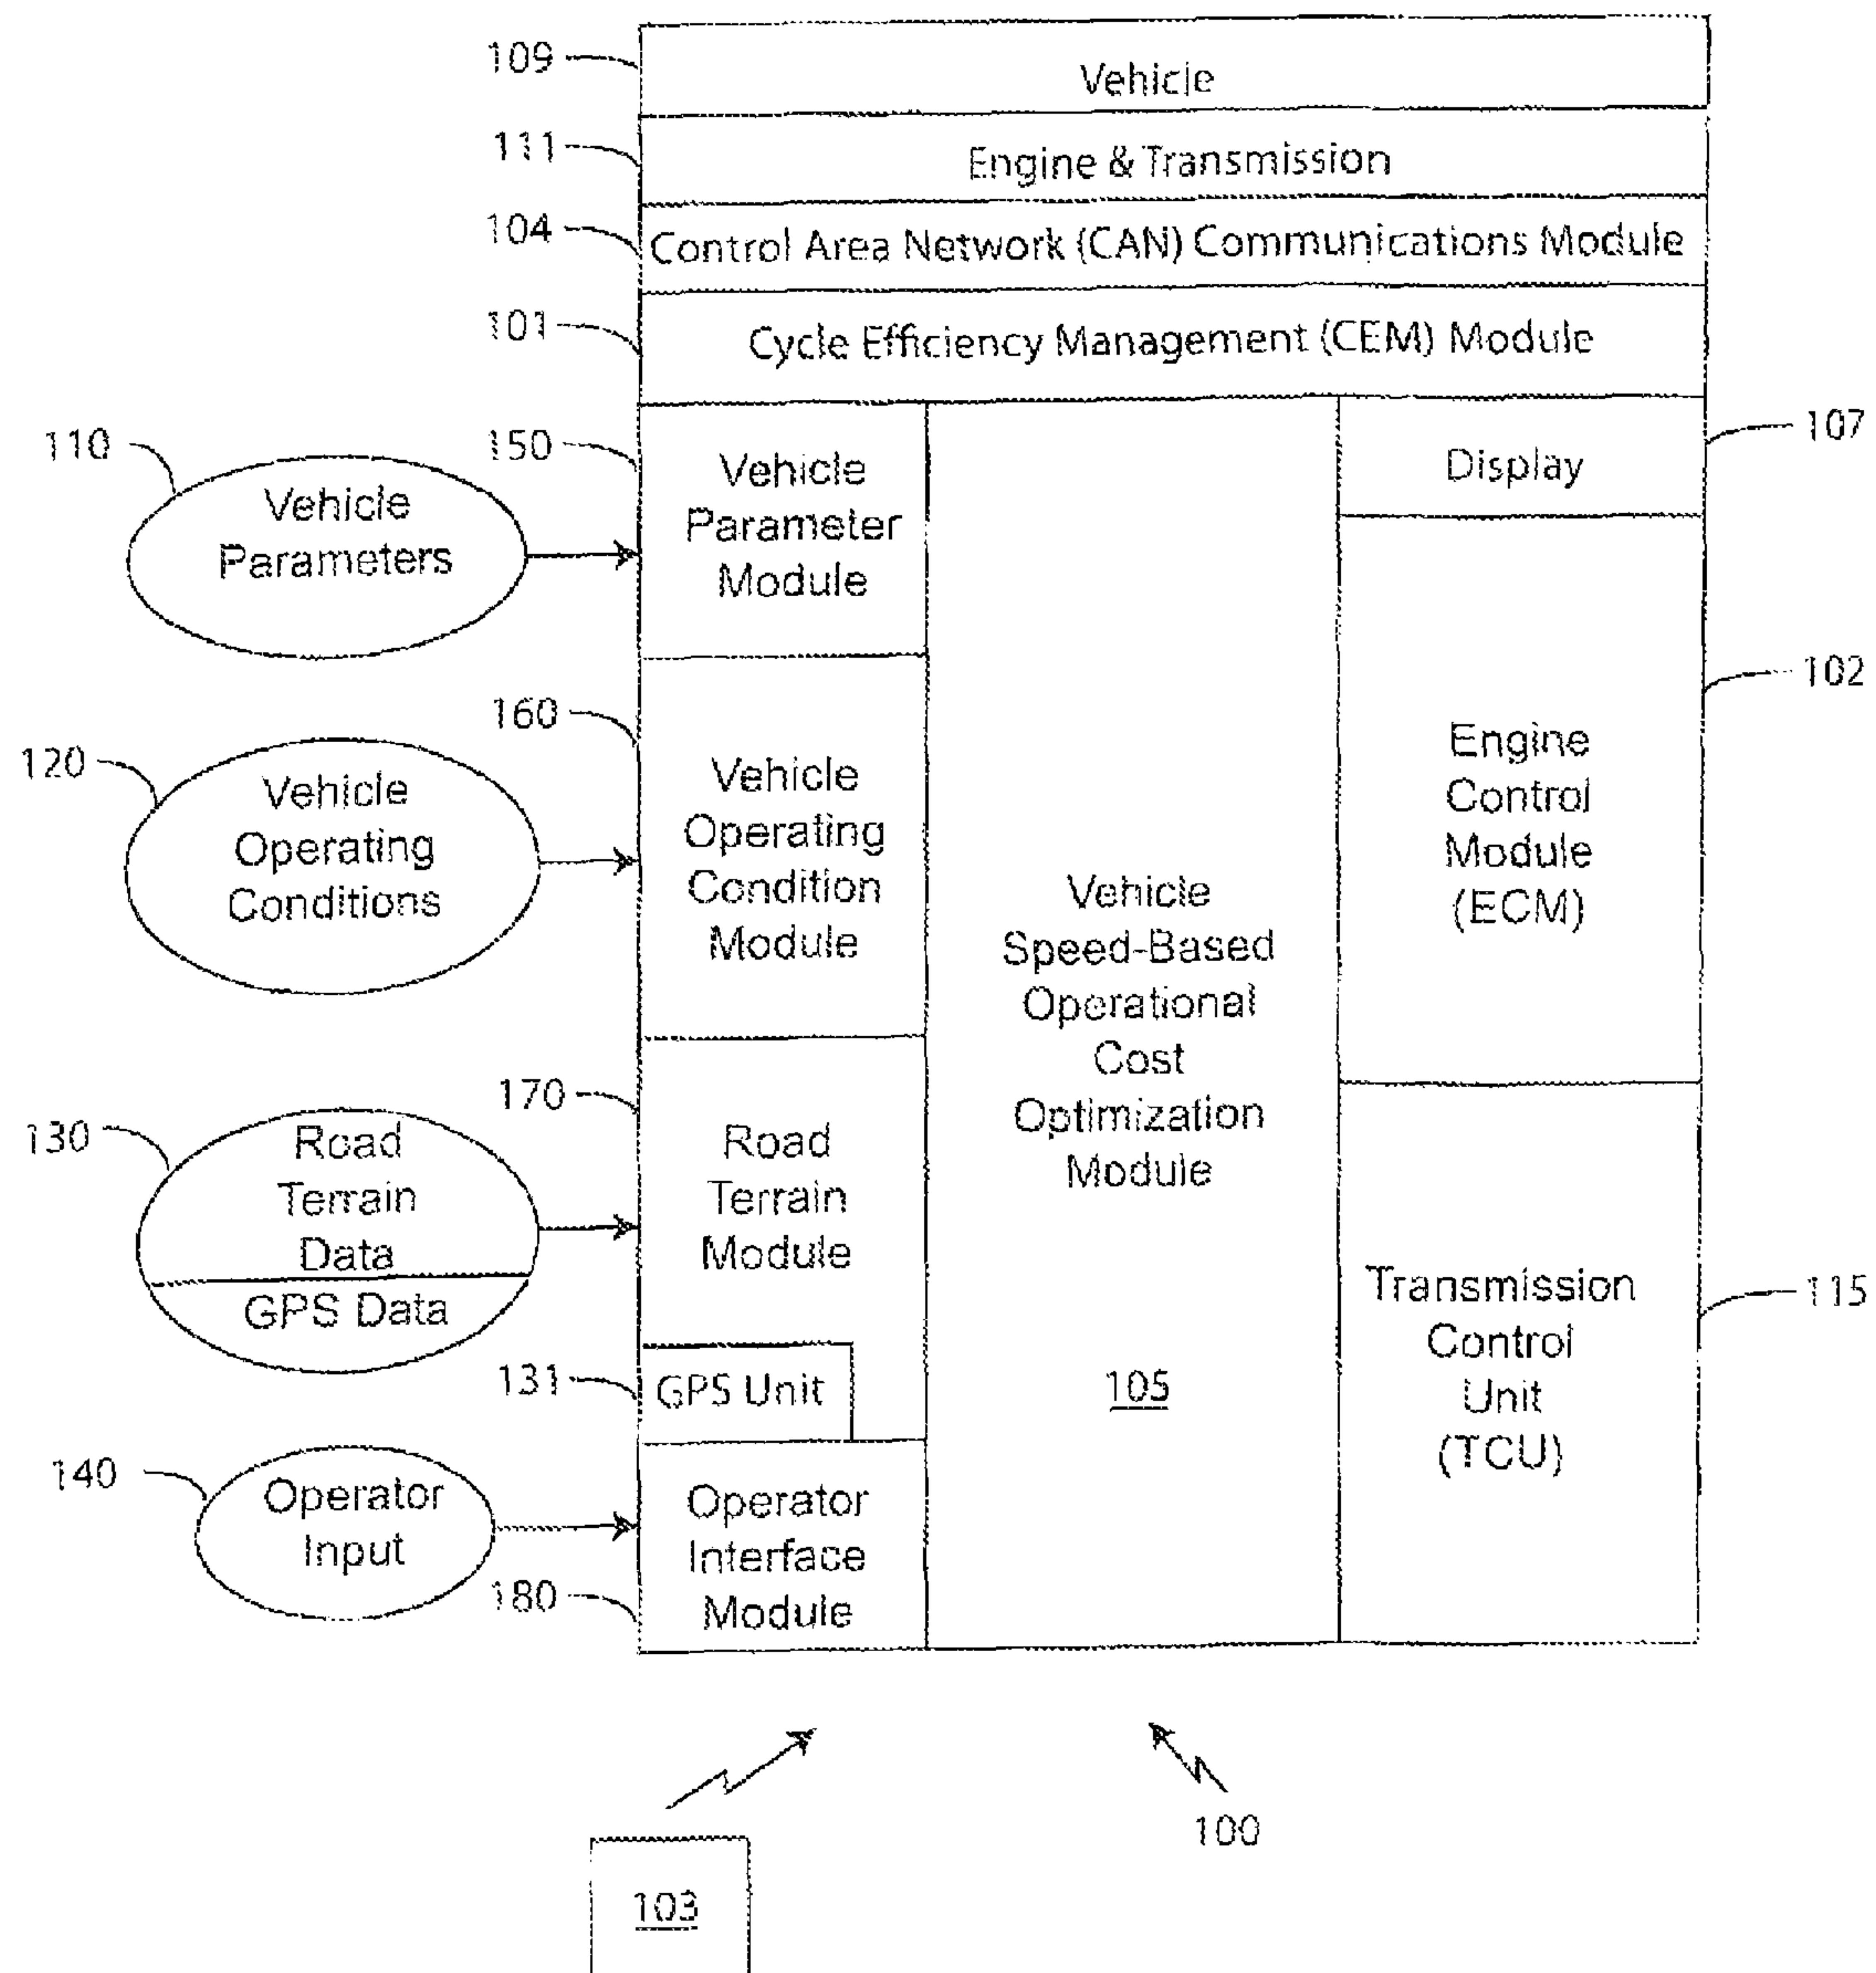 109
Vehicle
111
Engine & Transmission
104
Control Area Network (CAN) Communications Module
101
Cycle Efficiency Management (CEM) Module
110
Vehicle
Parameters
150
Vehicle
Parameter
Module
Display
107
102
120
Vehicle
Operating
Conditions
160
Vehicle
Operating
Condition
Module
Vehicle
Speed-Based
Operational
Cost
Optimization
Module
105
Engine
Control
Module
(ECM)
130
Road
Terrain
Data
GPS Data
170
Road
Terrain
Module
131
GPS Unit
Transmission
Control
Unit
(TCU)
115
140
Operator
Input
180
Operator
Interface
Module
100
103